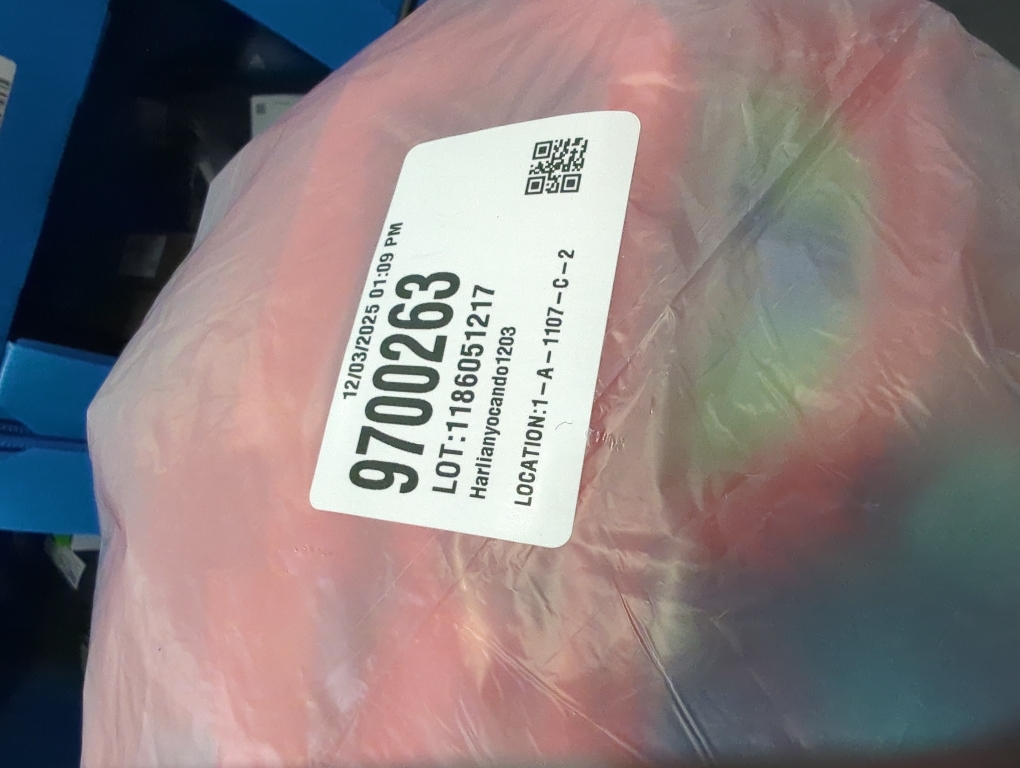 12/03/2025 01:09 PM
9700263
LOT:1186051217
Harlianyocando1203
LOCATION:1-A-1107-C-2